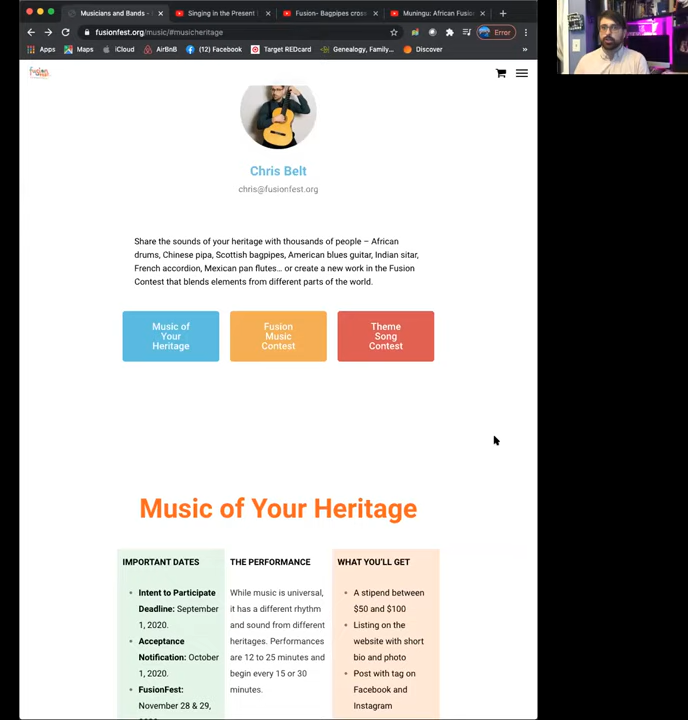 Musicians and Bands -
Singing in the Present
Fusion- Bagpipes cros
Muningu: African Fusio
fusionfest.org/music/#musicheritage
Error
Apps
Maps
iCloud
AirBnB
(12) Facebook
Target REDcard
Genealogy, Family...
Discover
»
fusion
Chris Belt
chris@fusionfest.org
Share the sounds of your heritage with thousands of people – African
drums, Chinese pipa, Scottish bagpipes, American blues guitar, Indian sitar,
French accordion, Mexican pan flutes... or create a new work in the Fusion
Contest that blends elements from different parts of the world.
Music of
Your
Heritage
Fusion
Music
Contest
Theme
Song
Contest
Music of Your Heritage
IMPORTANT DATES
Intent to Participate
Deadline: September
1, 2020.
Acceptance
Notification: October
1, 2020.
FusionFest:
November 28 & 29,
THE PERFORMANCE
While music is universal,
it has a different rhythm
and sound from different
heritages. Performances
are 12 to 25 minutes and
begin every 15 or 30
minutes.
WHAT YOU'LL GET
A stipend between
$50 and $100
Listing on the
website with short
bio and photo
Post with tag on
Facebook and
Instagram